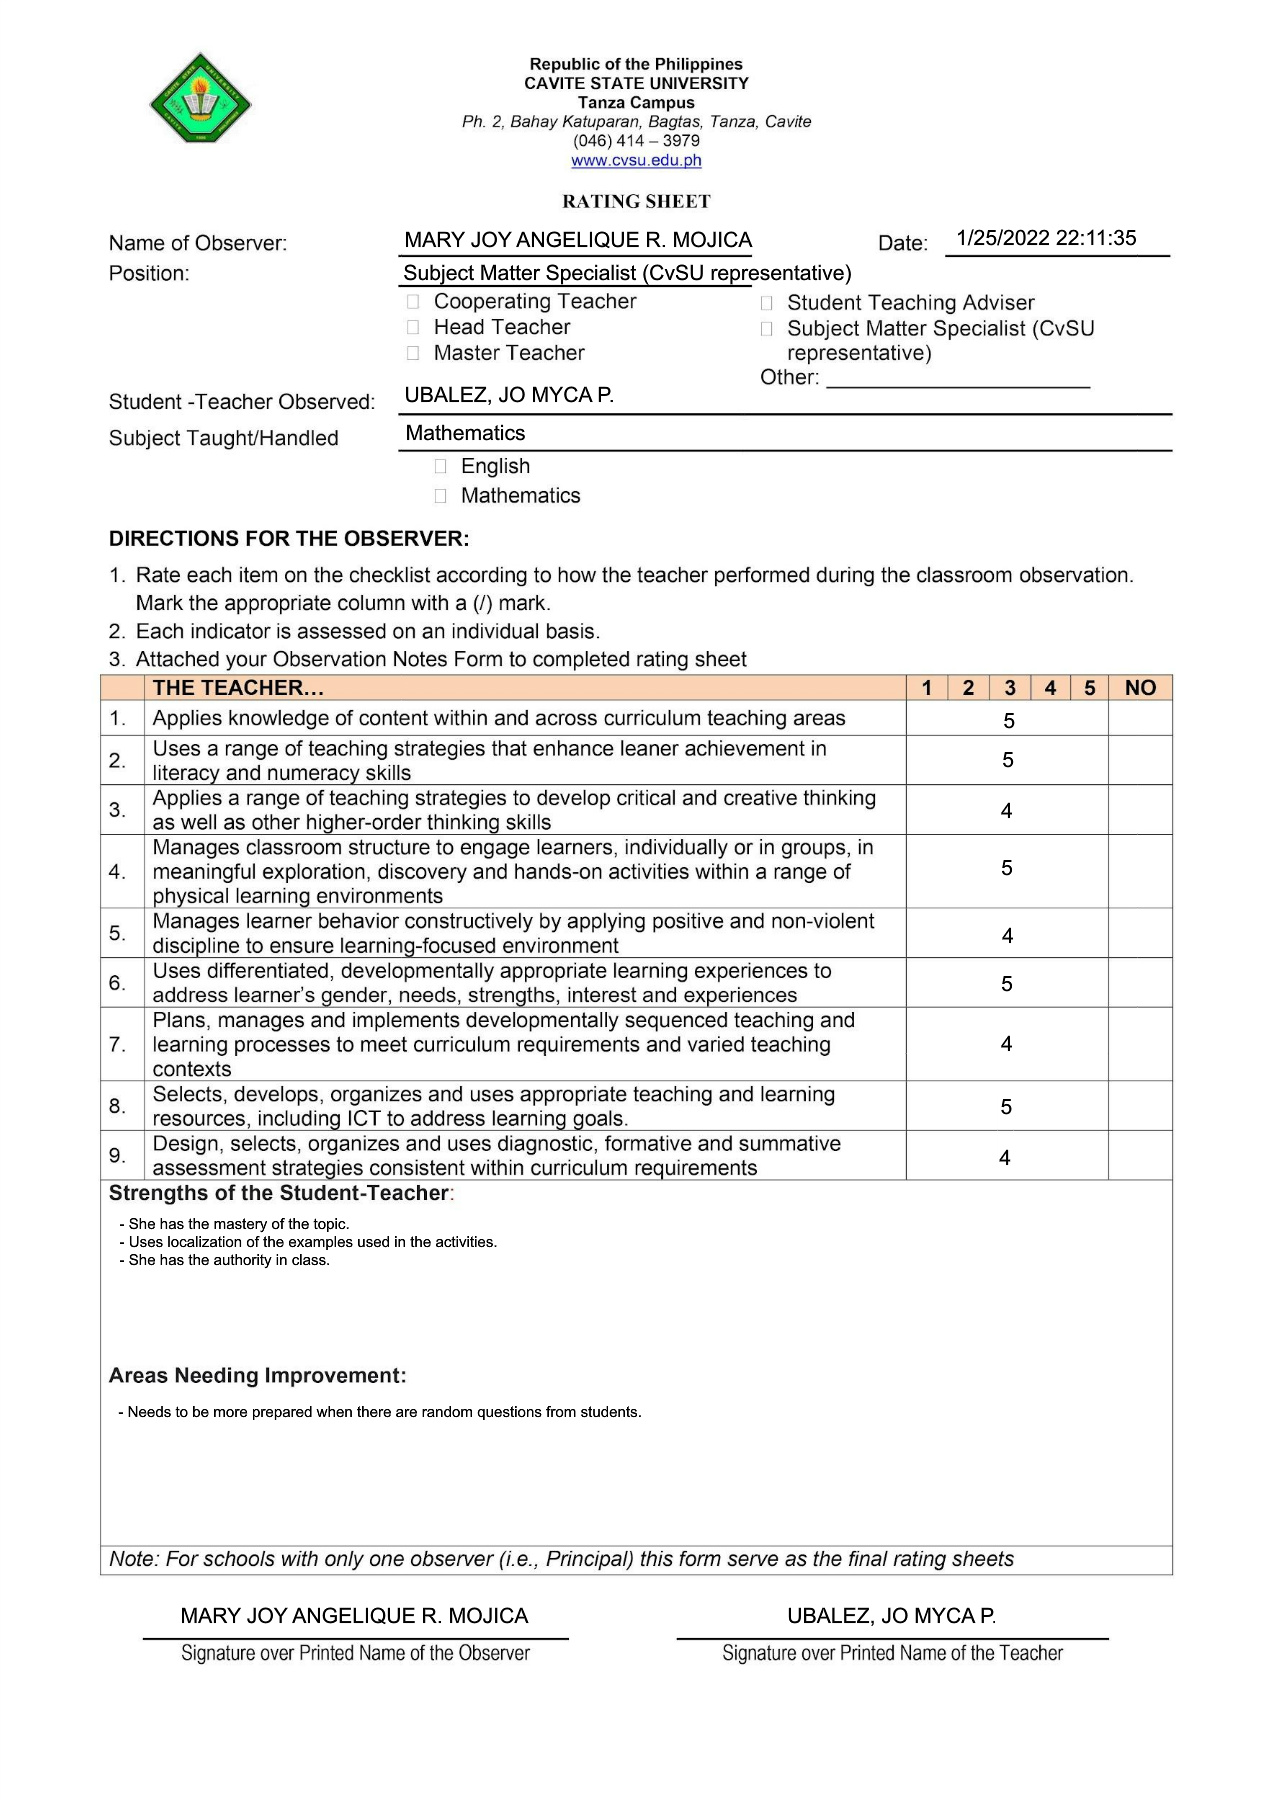 Republic of the Philippines
CAVITE STATE UNIVERSITY
Tanza Campus
Ph. 2, Bahay Katuparan, Bagtas, Tanza, Cavite
(046) 414 – 3979
www.cvsu.edu.ph
RATING SHEET
Name of Observer: MARY JOY ANGELIQUE R. MOJICA Date: 1/25/2022 22:11:35
Position: Subject Matter Specialist (CvSU representative)
Cooperating Teacher
Head Teacher
Master Teacher
Student Teaching Adviser
Subject Matter Specialist (CvSU
representative)
Other:
Student -Teacher Observed: UBALEZ, JO MYCA P.
Subject Taught/Handled Mathematics
English
Mathematics
DIRECTIONS FOR THE OBSERVER:
1. Rate each item on the checklist according to how the teacher performed during the classroom observation.
Mark the appropriate column with a (/) mark.
2. Each indicator is assessed on an individual basis.
3. Attached your Observation Notes Form to completed rating sheet
THE TEACHER… 1 2 3 4 5 NO
1. Applies knowledge of content within and across curriculum teaching areas 5
2. Uses a range of teaching strategies that enhance leaner achievement in
literacy and numeracy skills 5
3. Applies a range of teaching strategies to develop critical and creative thinking
as well as other higher-order thinking skills 4
4. Manages classroom structure to engage learners, individually or in groups, in
meaningful exploration, discovery and hands-on activities within a range of
physical learning environments 5
5. Manages learner behavior constructively by applying positive and non-violent
discipline to ensure learning-focused environment 4
6. Uses differentiated, developmentally appropriate learning experiences to
address learner’s gender, needs, strengths, interest and experiences 5
7. Plans, manages and implements developmentally sequenced teaching and
learning processes to meet curriculum requirements and varied teaching
contexts 4
8. Selects, develops, organizes and uses appropriate teaching and learning
resources, including ICT to address learning goals. 5
9. Design, selects, organizes and uses diagnostic, formative and summative
assessment strategies consistent within curriculum requirements 4
Strengths of the Student-Teacher:
- She has the mastery of the topic.
- Uses localization of the examples used in the activities.
- She has the authority in class.
Areas Needing Improvement:
- Needs to be more prepared when there are random questions from students.
Note: For schools with only one observer (i.e., Principal) this form serve as the final rating sheets
MARY JOY ANGELIQUE R. MOJICA UBALEZ, JO MYCA P.
Signature over Printed Name of the Observer Signature over Printed Name of the Teacher